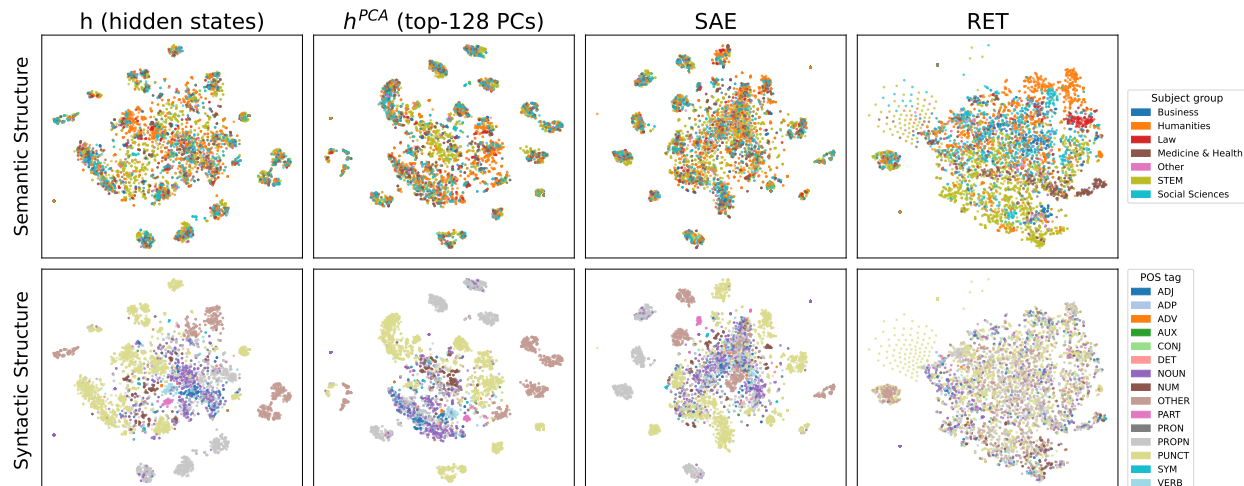 h (hidden states)
h^PCA (top-128 PCs)
SAE
RET
Semantic Structure
Subject group
Business
Humanities
Law
Medicine & Health
Other
STEM
Social Sciences
Syntactic Structure
POS tag
ADJ
ADP
ADV
AUX
CONJ
DET
NOUN
NUM
OTHER
PART
PRON
PROPN
PUNCT
SYM
VERB